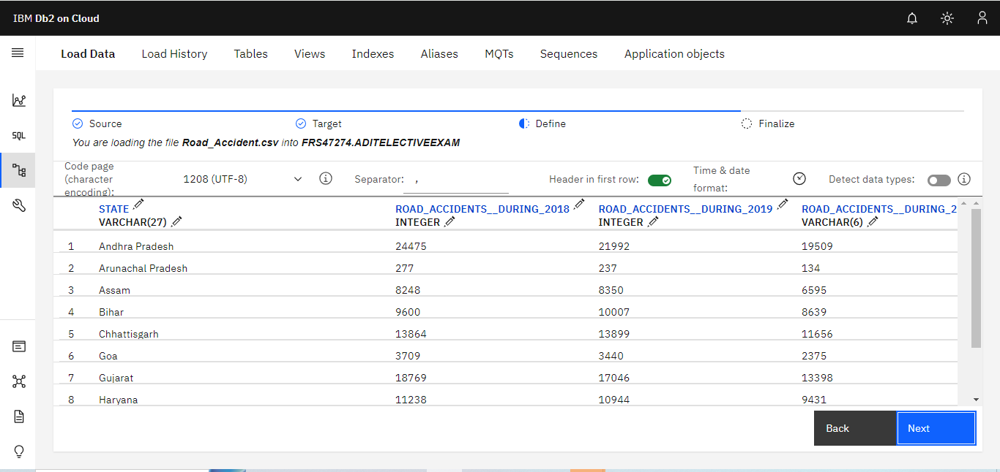 IBM Db2 on Cloud
Load Data Load History Tables Views Indexes Aliases MQTs Sequences Application objects
SQL
Source Target Define Finalize
You are loading the file Road_Accident.csv into FRS47274.ADITELECTIVEEXAM
Code page (character encoding): 1208 (UTF-8) Separator: , Header in first row: Time & date format: Detect data types:
STATE ROAD_ACCIDENTS__DURING_2018 ROAD_ACCIDENTS__DURING_2019 ROAD_ACCIDENTS__DURING_2
VARCHAR(27) INTEGER INTEGER VARCHAR(6)
1 Andhra Pradesh 24475 21992 19509
2 Arunachal Pradesh 277 237 134
3 Assam 8248 8350 6595
4 Bihar 9600 10007 8639
5 Chhattisgarh 13864 13899 11656
6 Goa 3709 3440 2375
7 Gujarat 18769 17046 13398
8 Haryana 11238 10944 9431
Back Next